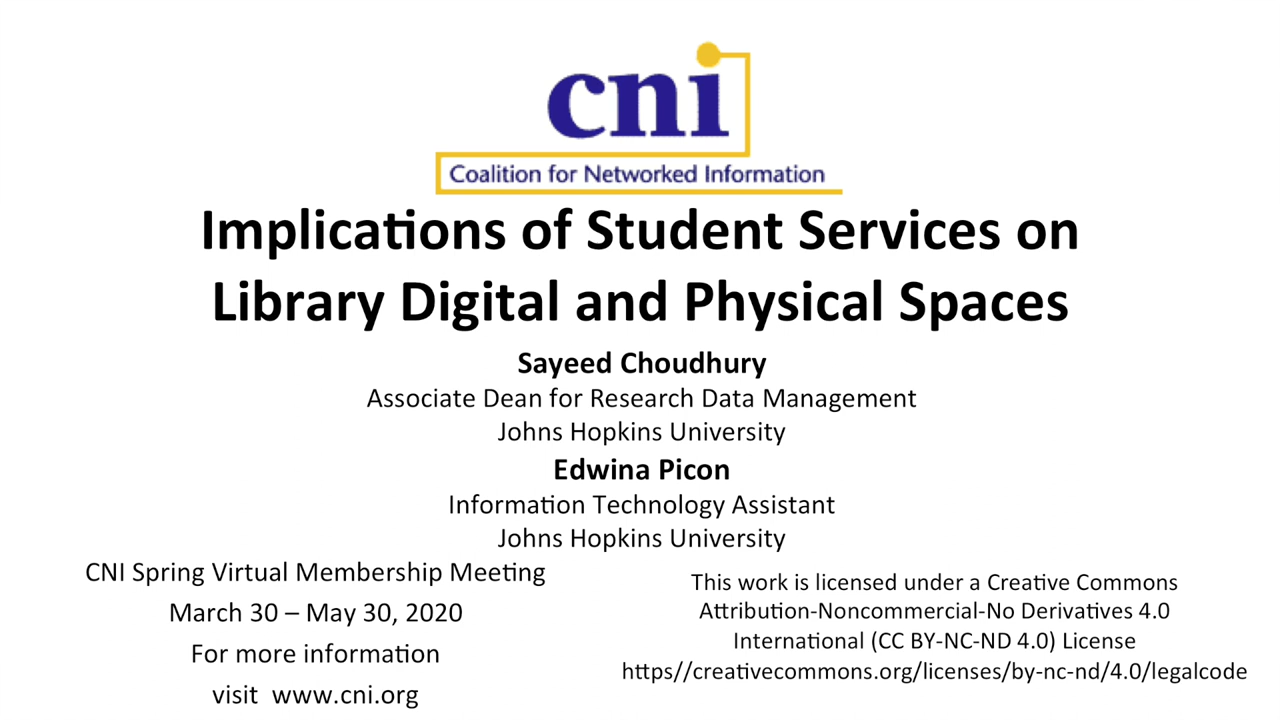 cni
Coalition for Networked Information
Implications of Student Services on
Library Digital and Physical Spaces
Sayeed Choudhury
Associate Dean for Research Data Management
Johns Hopkins University
Edwina Picon
Information Technology Assistant
Johns Hopkins University
CNI Spring Virtual Membership Meeting
March 30 – May 30, 2020
For more information
visit www.cni.org
This work is licensed under a Creative Commons
Attribution-Noncommercial-No Derivatives 4.0
International (CC BY-NC-ND 4.0) License
https//creativecommons.org/licenses/by-nc-nd/4.0/legalcode